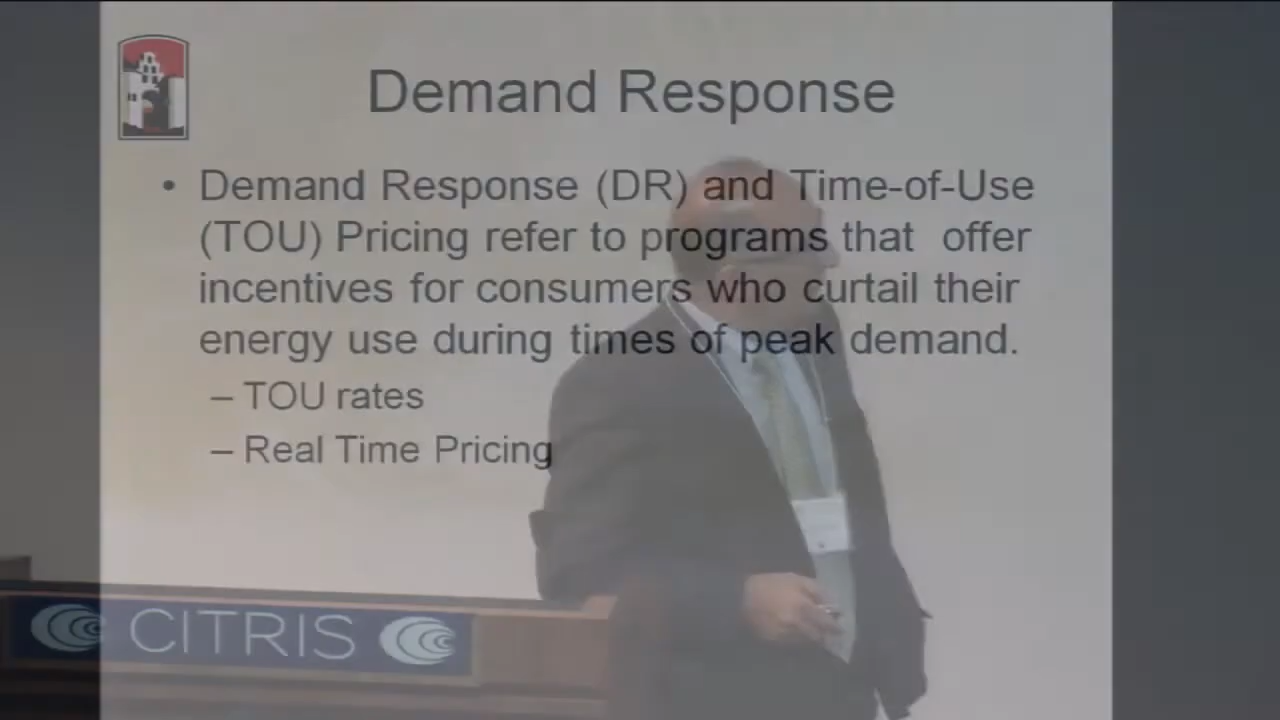 Demand Response
• Demand Response (DR) and Time-of-Use
(TOU) Pricing refer to programs that offer
incentives for consumers who curtail their
energy use during times of peak demand.
– TOU rates
– Real Time Pricing
CITRIS